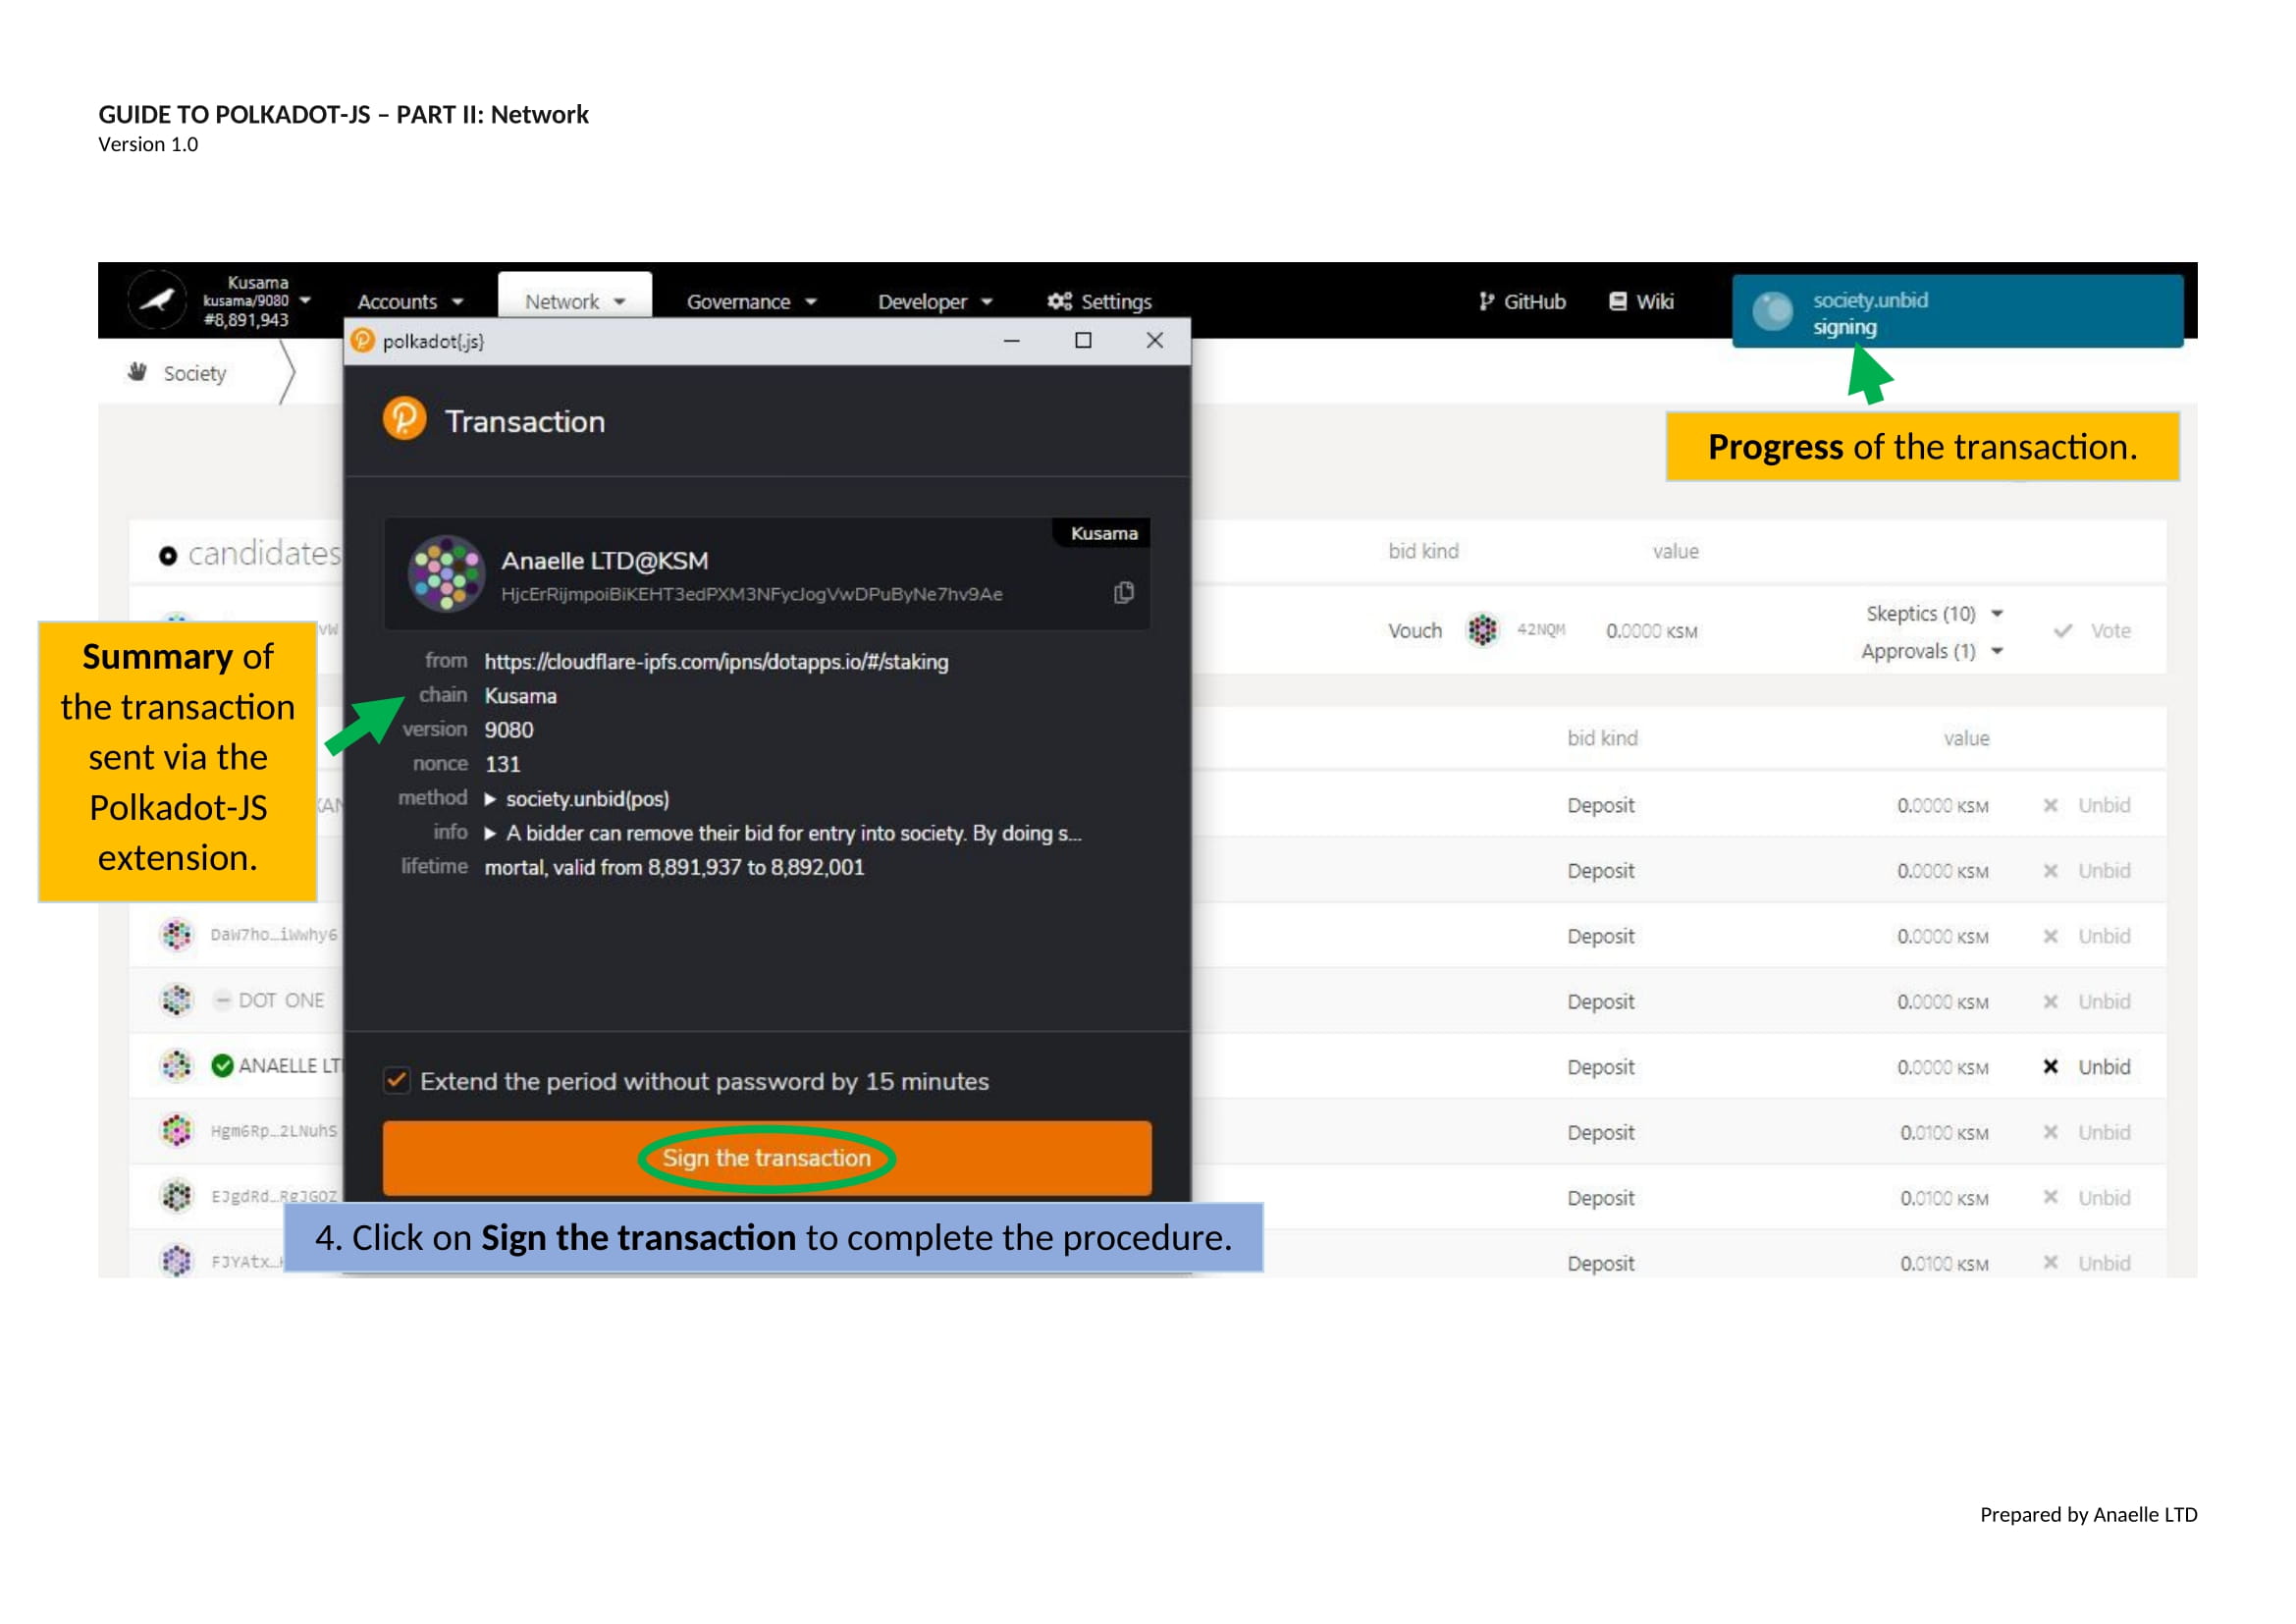 GUIDE TO POLKADOT-JS – PART II: Network
Version 1.0
Kusama
kusama/9080
#8,891,943
Accounts
Network
Governance
Developer
Settings
GitHub
Wiki
society.unbid
signing
polkadot{.js}
Society
Transaction
Progress of the transaction.
Kusama
Anaelle LTD@KSM
HjcErRijmpoiBiKEHT3edPXM3NFycJogVwDPuByNe7hv9Ae
candidates
bid kind value
Vouch 42NQM 0.0000 KSM
Skeptics (10)
Approvals (1)
Vote
Summary of
the transaction
sent via the
Polkadot-JS
extension.
from https://cloudflare-ipfs.com/ipns/dotapps.io/#/staking
chain Kusama
version 9080
nonce 131
method society.unbid(pos)
info A bidder can remove their bid for entry into society. By doing s...
lifetime mortal, valid from 8,891,937 to 8,892,001
bid kind value
Deposit 0.0000 KSM Unbid
Deposit 0.0000 KSM Unbid
DaW7ho…iWwhy6 Deposit 0.0000 KSM Unbid
DOT ONE Deposit 0.0000 KSM Unbid
ANAELLE LT Deposit 0.0000 KSM Unbid
Hgm6Rp…2LNuhS Deposit 0.0100 KSM Unbid
EJgdRd…RgJGQZ Deposit 0.0100 KSM Unbid
FJYAtx… Deposit 0.0100 KSM Unbid
Extend the period without password by 15 minutes
Sign the transaction
4. Click on Sign the transaction to complete the procedure.
Prepared by Anaelle LTD